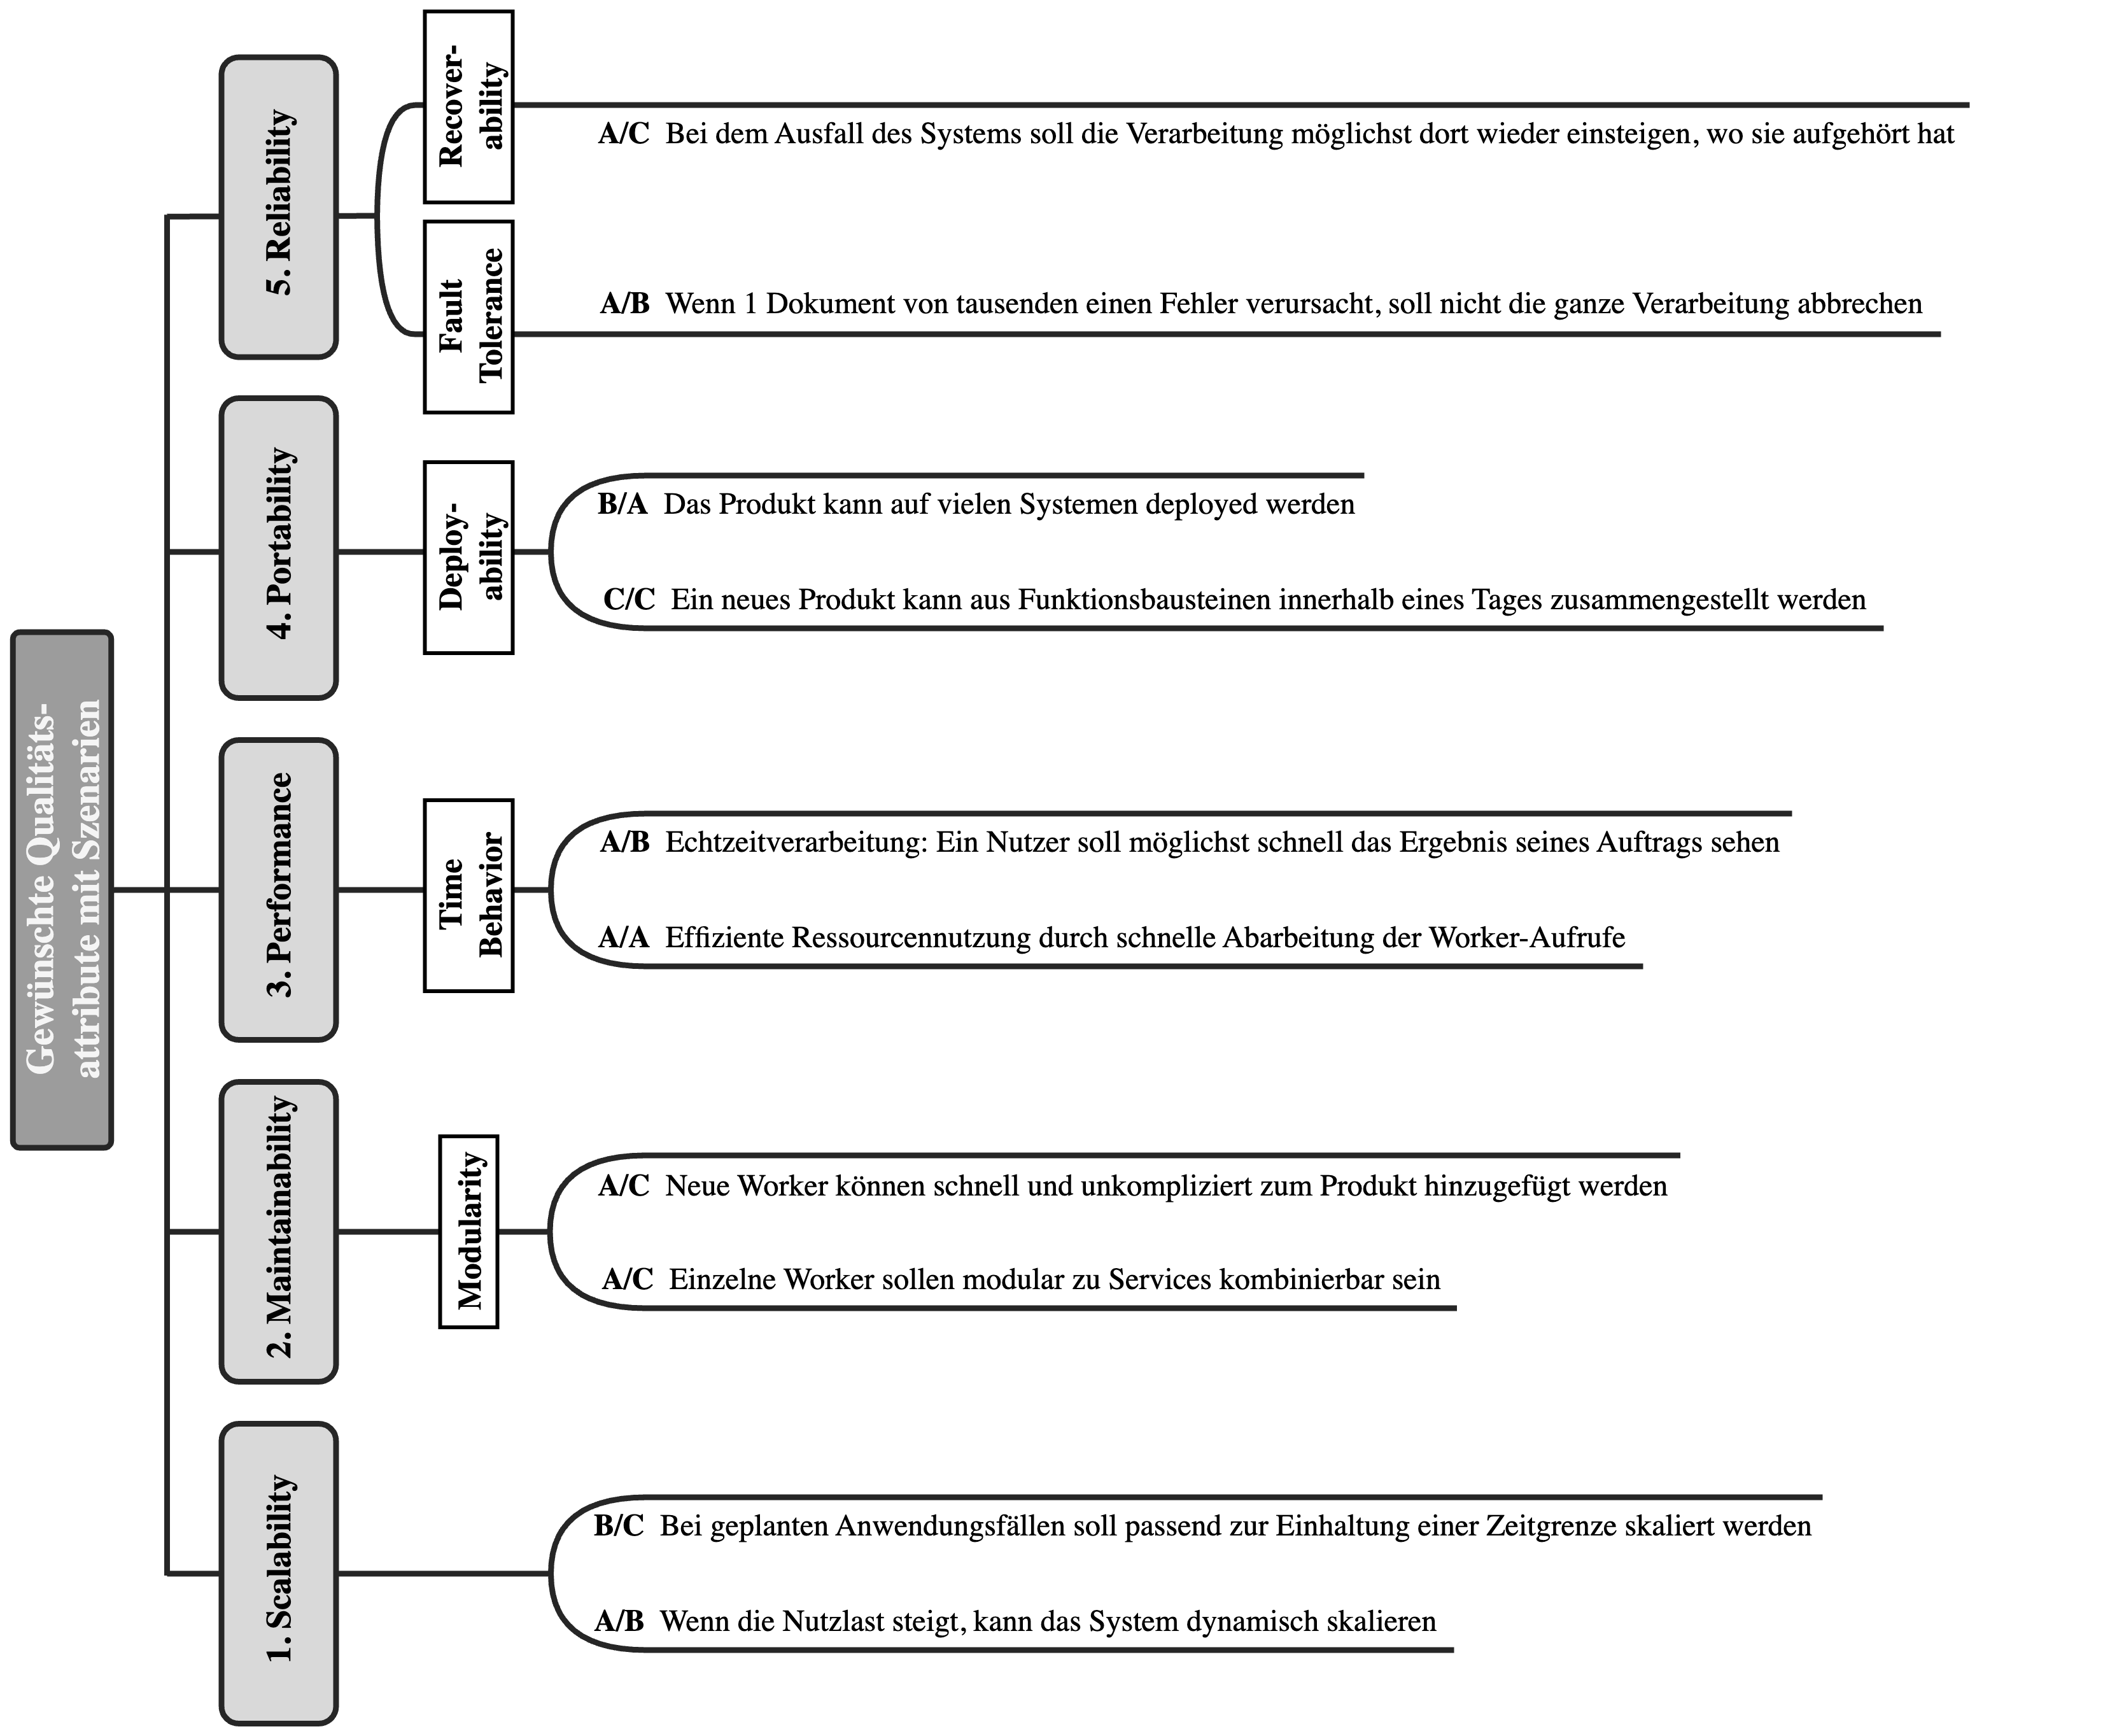 Gewünschte Qualitäts-
attribute mit Szenarien
5. Reliability
Recover-
ability
A/C Bei dem Ausfall des Systems soll die Verarbeitung möglichst dort wieder einsteigen, wo sie aufgehört hat
Fault
Tolerance
A/B Wenn 1 Dokument von tausenden einen Fehler verursacht, soll nicht die ganze Verarbeitung abbrechen
4. Portability
Deploy-
ability
B/A Das Produkt kann auf vielen Systemen deployed werden
C/C Ein neues Produkt kann aus Funktionsbausteinen innerhalb eines Tages zusammengestellt werden
3. Performance
Time
Behavior
A/B Echtzeitverarbeitung: Ein Nutzer soll möglichst schnell das Ergebnis seines Auftrags sehen
A/A Effiziente Ressourcennutzung durch schnelle Abarbeitung der Worker-Aufrufe
2. Maintainability
Modularity
A/C Neue Worker können schnell und unkompliziert zum Produkt hinzugefügt werden
A/C Einzelne Worker sollen modular zu Services kombinierbar sein
1. Scalability
B/C Bei geplanten Anwendungsfällen soll passend zur Einhaltung einer Zeitgrenze skaliert werden
A/B Wenn die Nutzlast steigt, kann das System dynamisch skalieren